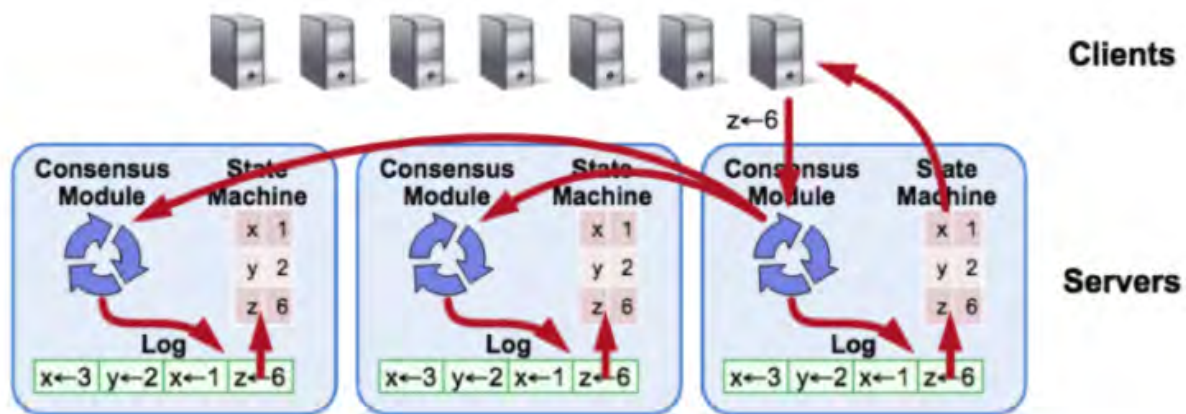 Clients
z←6
Consensus Module
State Machine
x 1
y 2
z 6
Log
x←3 y←2 x←1 z←6
Consensus Module
State Machine
x 1
y 2
z 6
Log
x←3 y←2 x←1 z←6
Consensus Module
State Machine
x 1
y 2
z 6
Log
x←3 y←2 x←1 z←6
Servers